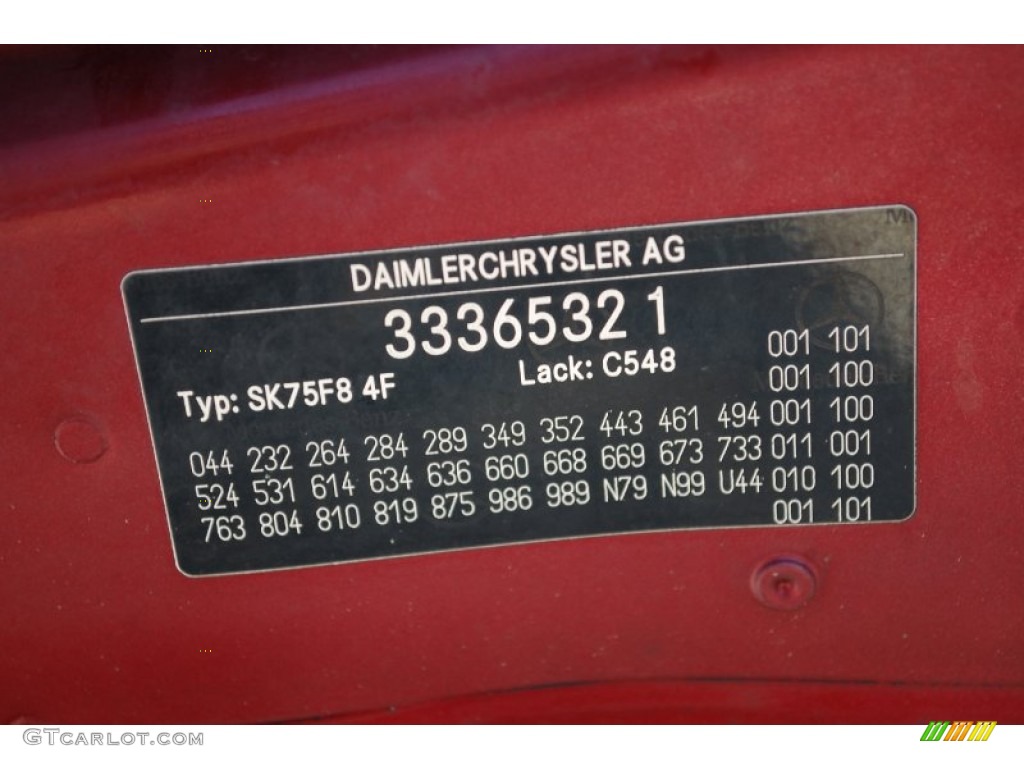 DAIMLERCHRYSLER AG
3336532 1
Typ: SK75F8 4F Lack: C548
001 101
001 100
044 232 264 284 289 349 352 443 461 494 001 100
524 531 614 634 636 660 668 669 673 733 011 001
763 804 810 819 875 986 989 N79 N99 U44 010 100
001 101
GTCARLOT.COM